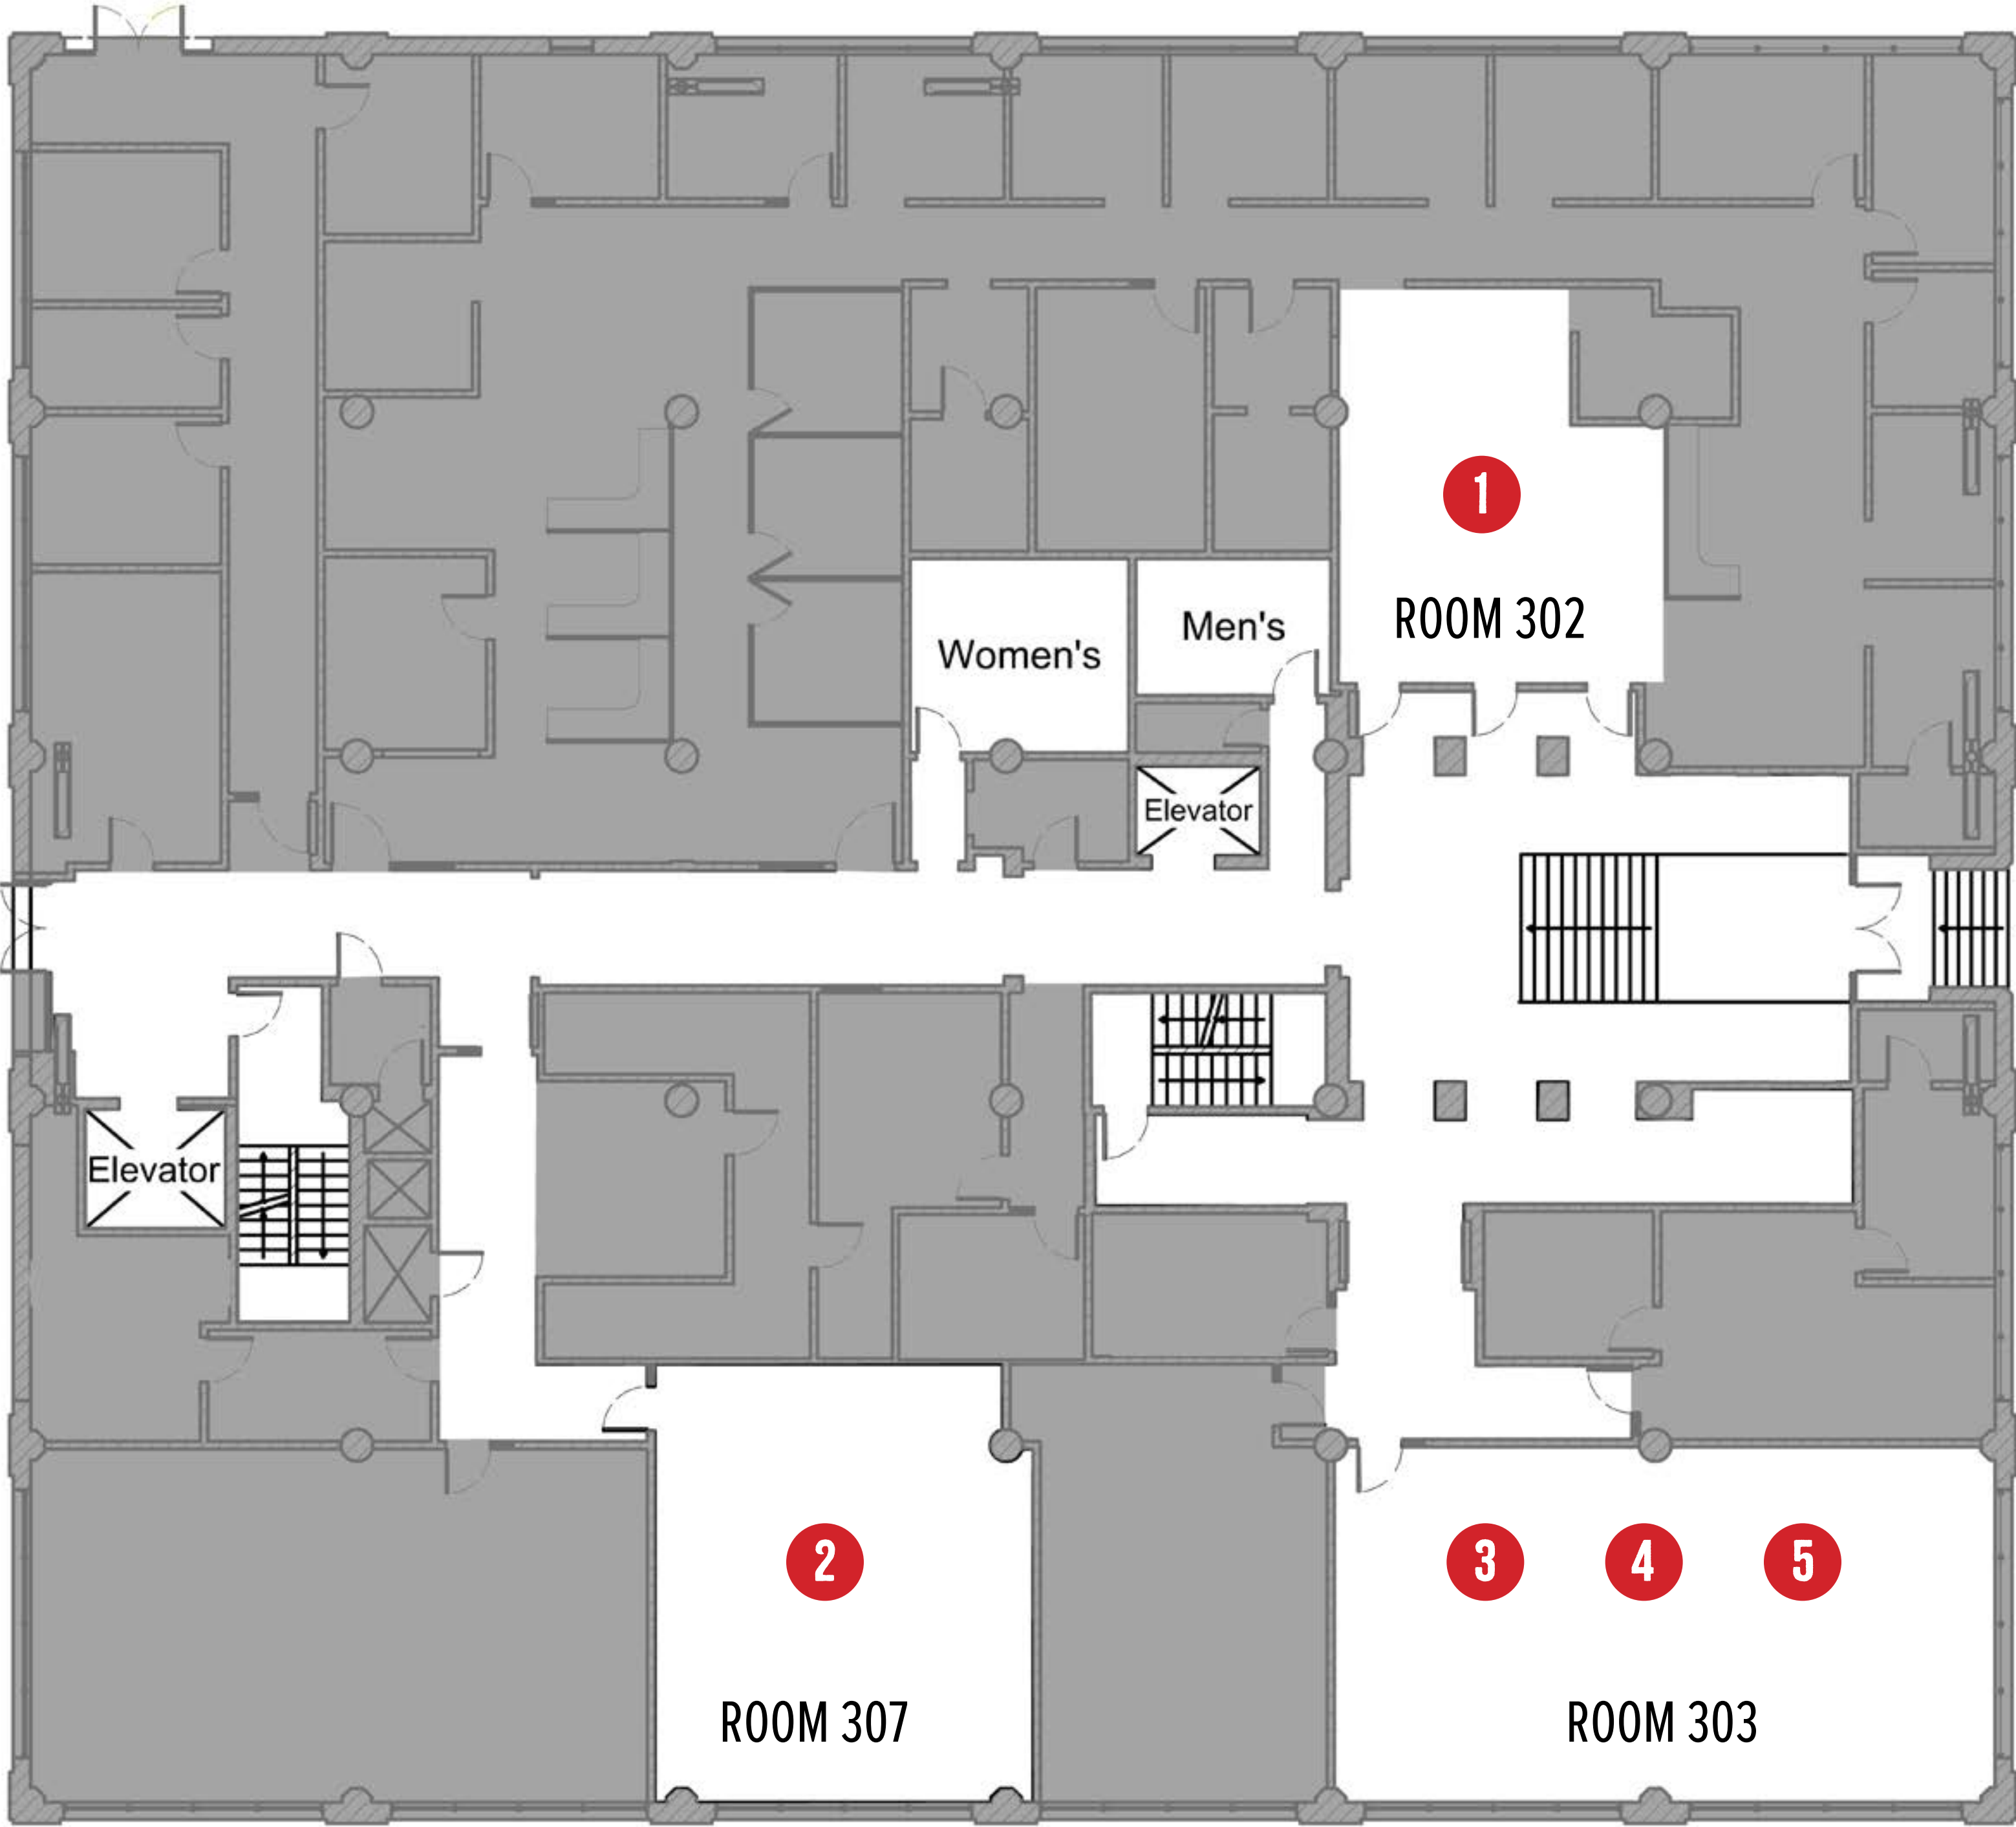 1
ROOM 302
Men's
Women's
Elevator
Elevator
2
3 4 5
ROOM 307
ROOM 303